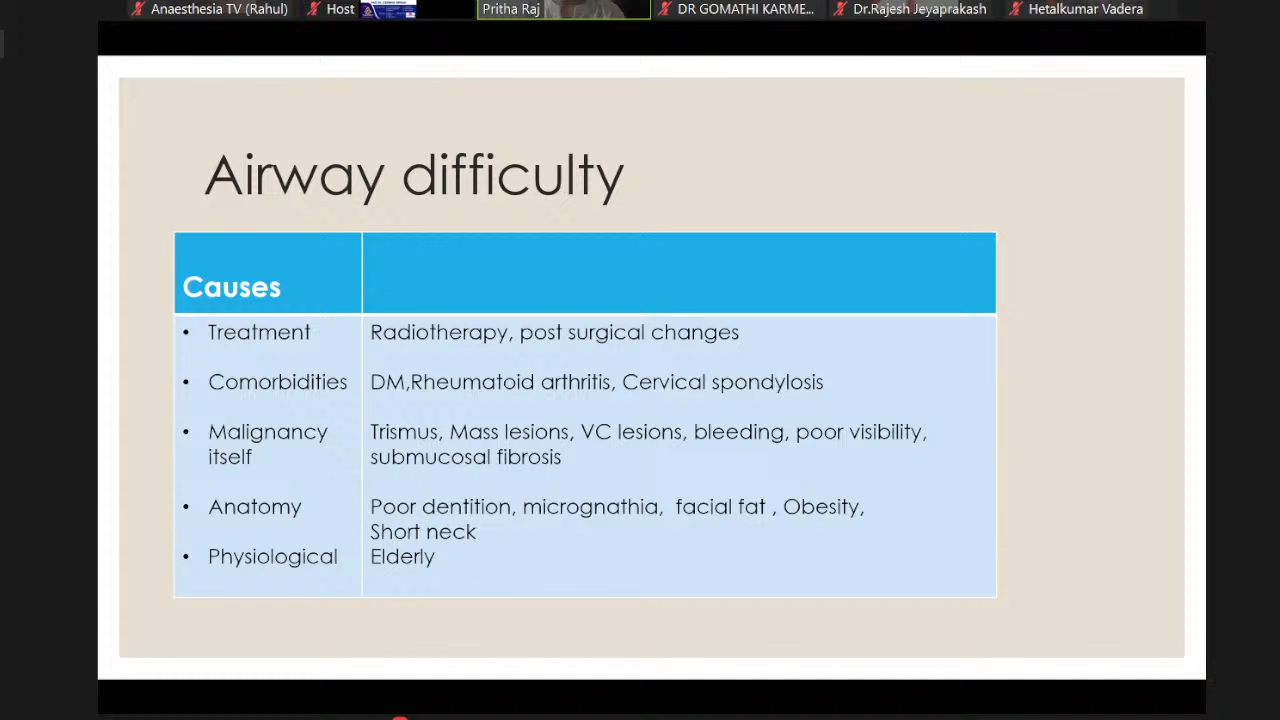 Anaesthesia TV (Rahul) Host Pritha Raj DR GOMATHI KARME... Dr.Rajesh Jeyaprakash Hetalkumar Vadera
Airway difficulty
Causes
• Treatment Radiotherapy, post surgical changes
• Comorbidities DM,Rheumatoid arthritis, Cervical spondylosis
• Malignancy Trismus, Mass lesions, VC lesions, bleeding, poor visibility,
itself submucosal fibrosis
• Anatomy Poor dentition, micrognathia, facial fat , Obesity,
Short neck
• Physiological Elderly